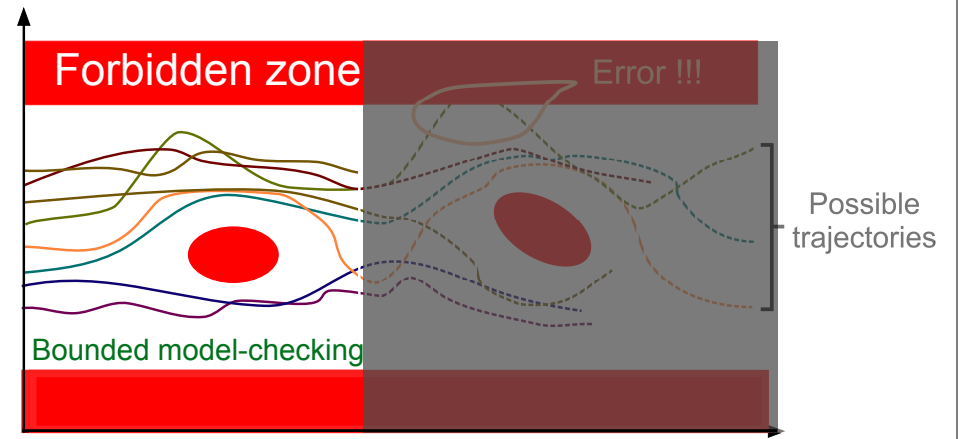 Forbidden zone
Error !!!
Possible
trajectories
Bounded model-checking